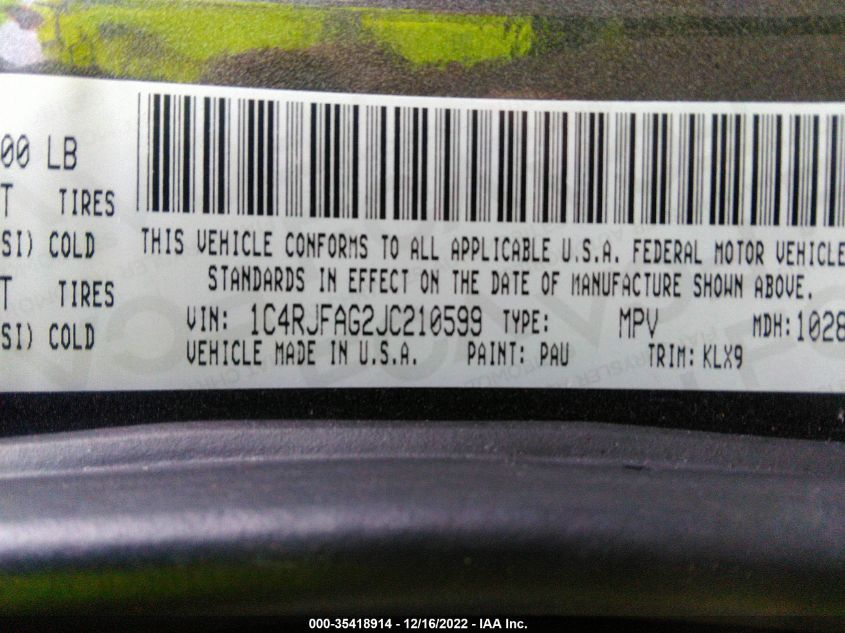 00 LB
T TIRES
SI) COLD
T TIRES
SI) COLD
THIS VEHICLE CONFORMS TO ALL APPLICABLE U.S.A. FEDERAL MOTOR VEHICLE
STANDARDS IN EFFECT ON THE DATE OF MANUFACTURE SHOWN ABOVE.
VIN: 1C4RJFAG2JC210599 TYPE: MPV MDH: 1028
VEHICLE MADE IN U.S.A. PAINT: PAU TRIM: KLX9
000-35418914 - 12/16/2022 - IAA Inc.